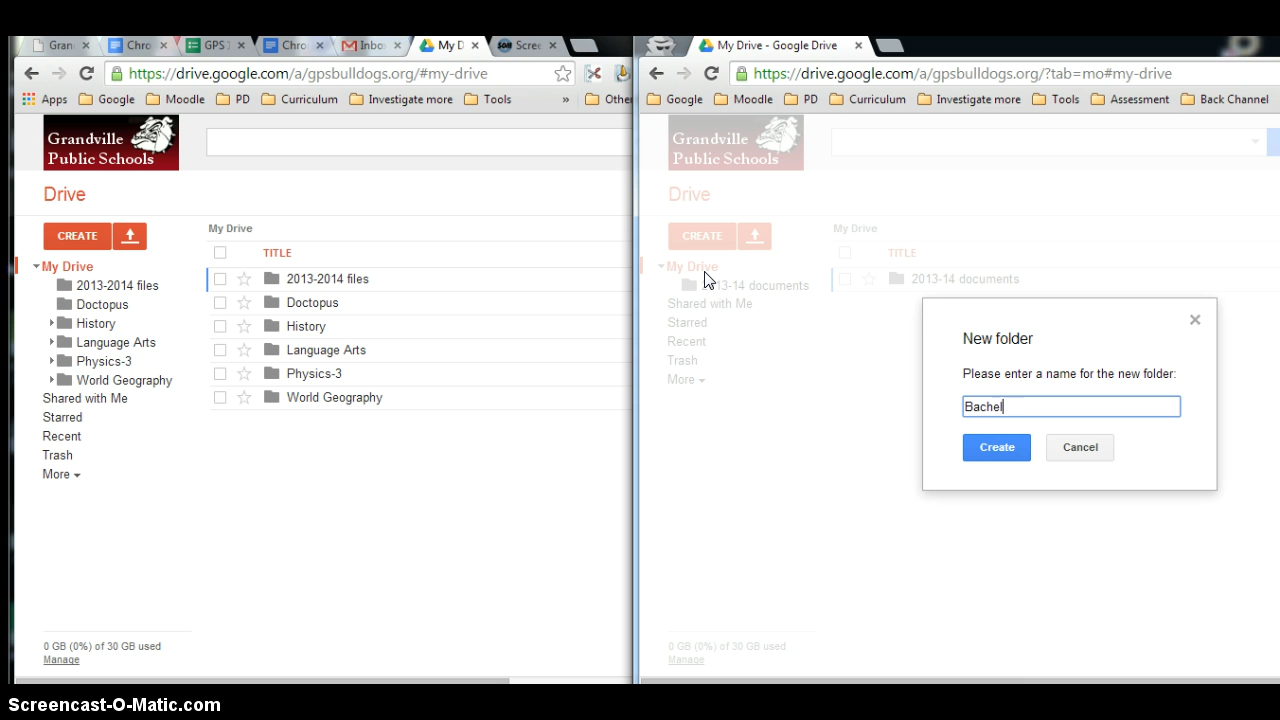 Gran
Chro
GPS
Chro
Inbo
My D
Scree
https://drive.google.com/a/gpsbulldogs.org/#my-drive
Apps Google Moodle PD Curriculum Investigate more Tools » Other
Grandville
Public Schools
Drive
CREATE
My Drive
2013-2014 files
Doctopus
History
Language Arts
Physics-3
World Geography
Shared with Me
Starred
Recent
Trash
More
0 GB (0%) of 30 GB used
Manage
My Drive
TITLE
2013-2014 files
Doctopus
History
Language Arts
Physics-3
World Geography
My Drive - Google Drive
https://drive.google.com/a/gpsbulldogs.org/?tab=mo#my-drive
Google Moodle PD Curriculum Investigate more Tools Assessment Back Channel
Grandville
Public Schools
Drive
CREATE
My Drive
13-14 documents
Shared with Me
Starred
Recent
Trash
More
0 GB (0%) of 30 GB used
Manage
My Drive
TITLE
2013-14 documents
New folder
Please enter a name for the new folder:
Bachel
Create Cancel
Screencast-O-Matic.com